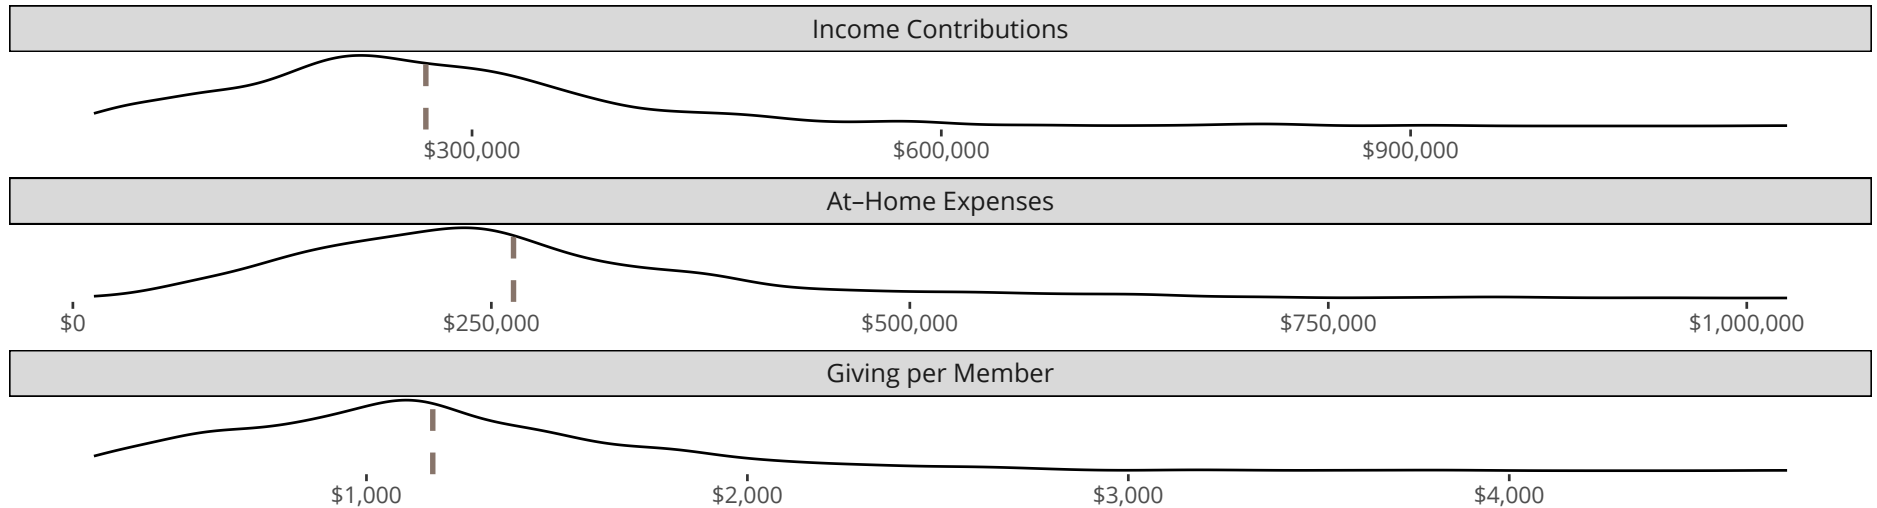 Income Contributions
$300,000 $600,000 $900,000
At–Home Expenses
$0 $250,000 $500,000 $750,000 $1,000,000
Giving per Member
$1,000 $2,000 $3,000 $4,000